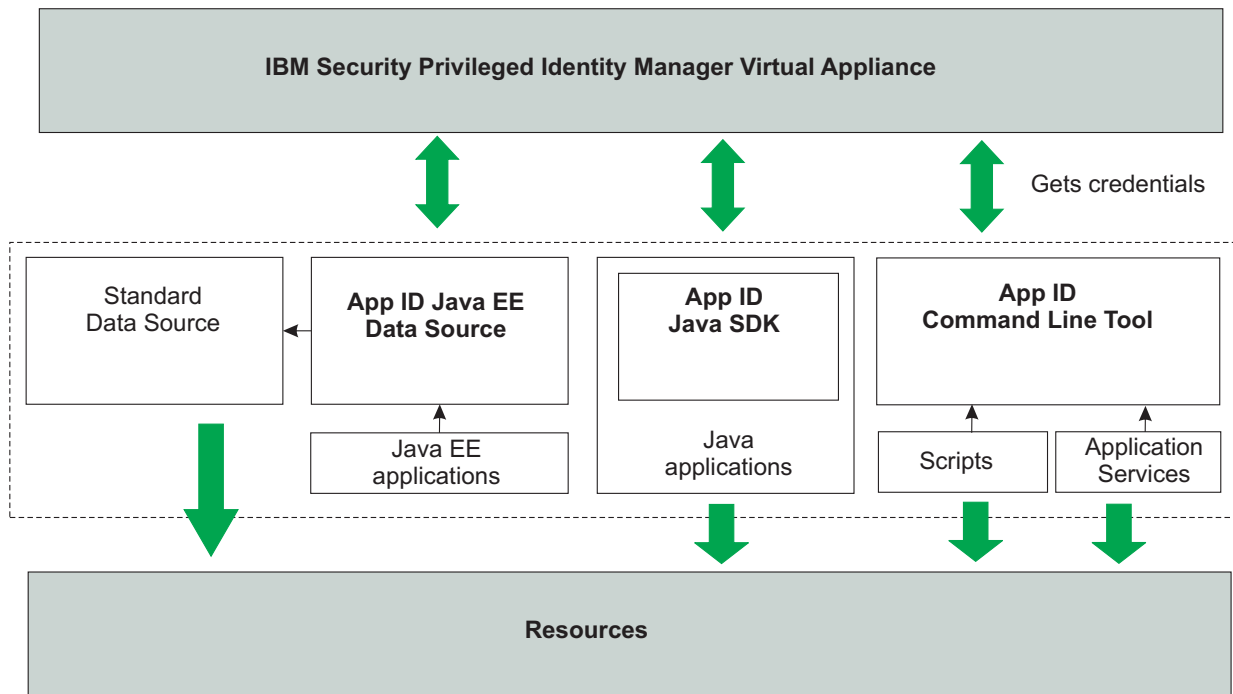 IBM Security Privileged Identity Manager Virtual Appliance
Gets credentials
Standard
Data Source
App ID Java EE
Data Source
App ID
Java SDK
App ID
Command Line Tool
Java EE
applications
Java
applications
Scripts
Application
Services
Resources